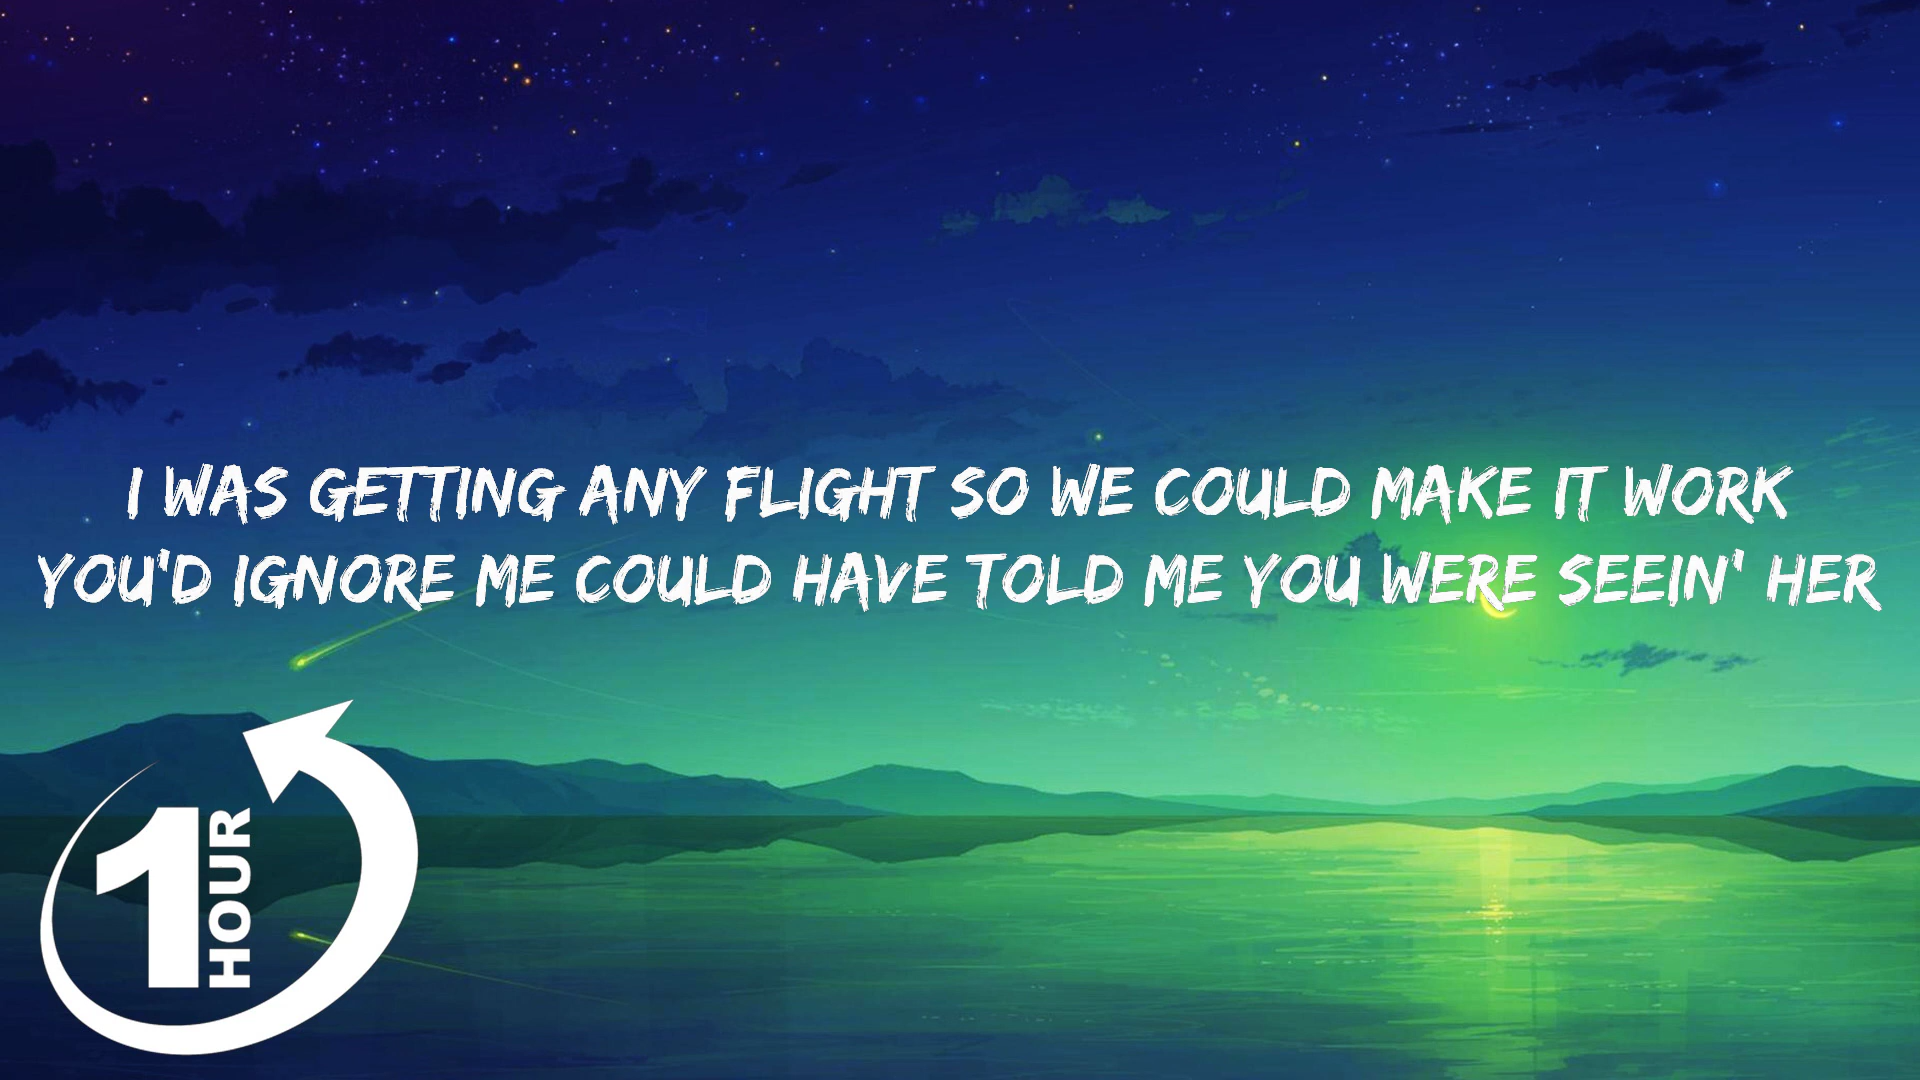 I WAS GETTING ANY FLIGHT SO WE COULD MAKE IT WORK
YOU'D IGNORE ME COULD HAVE TOLD ME YOU WERE SEEIN' HER
1 HOUR